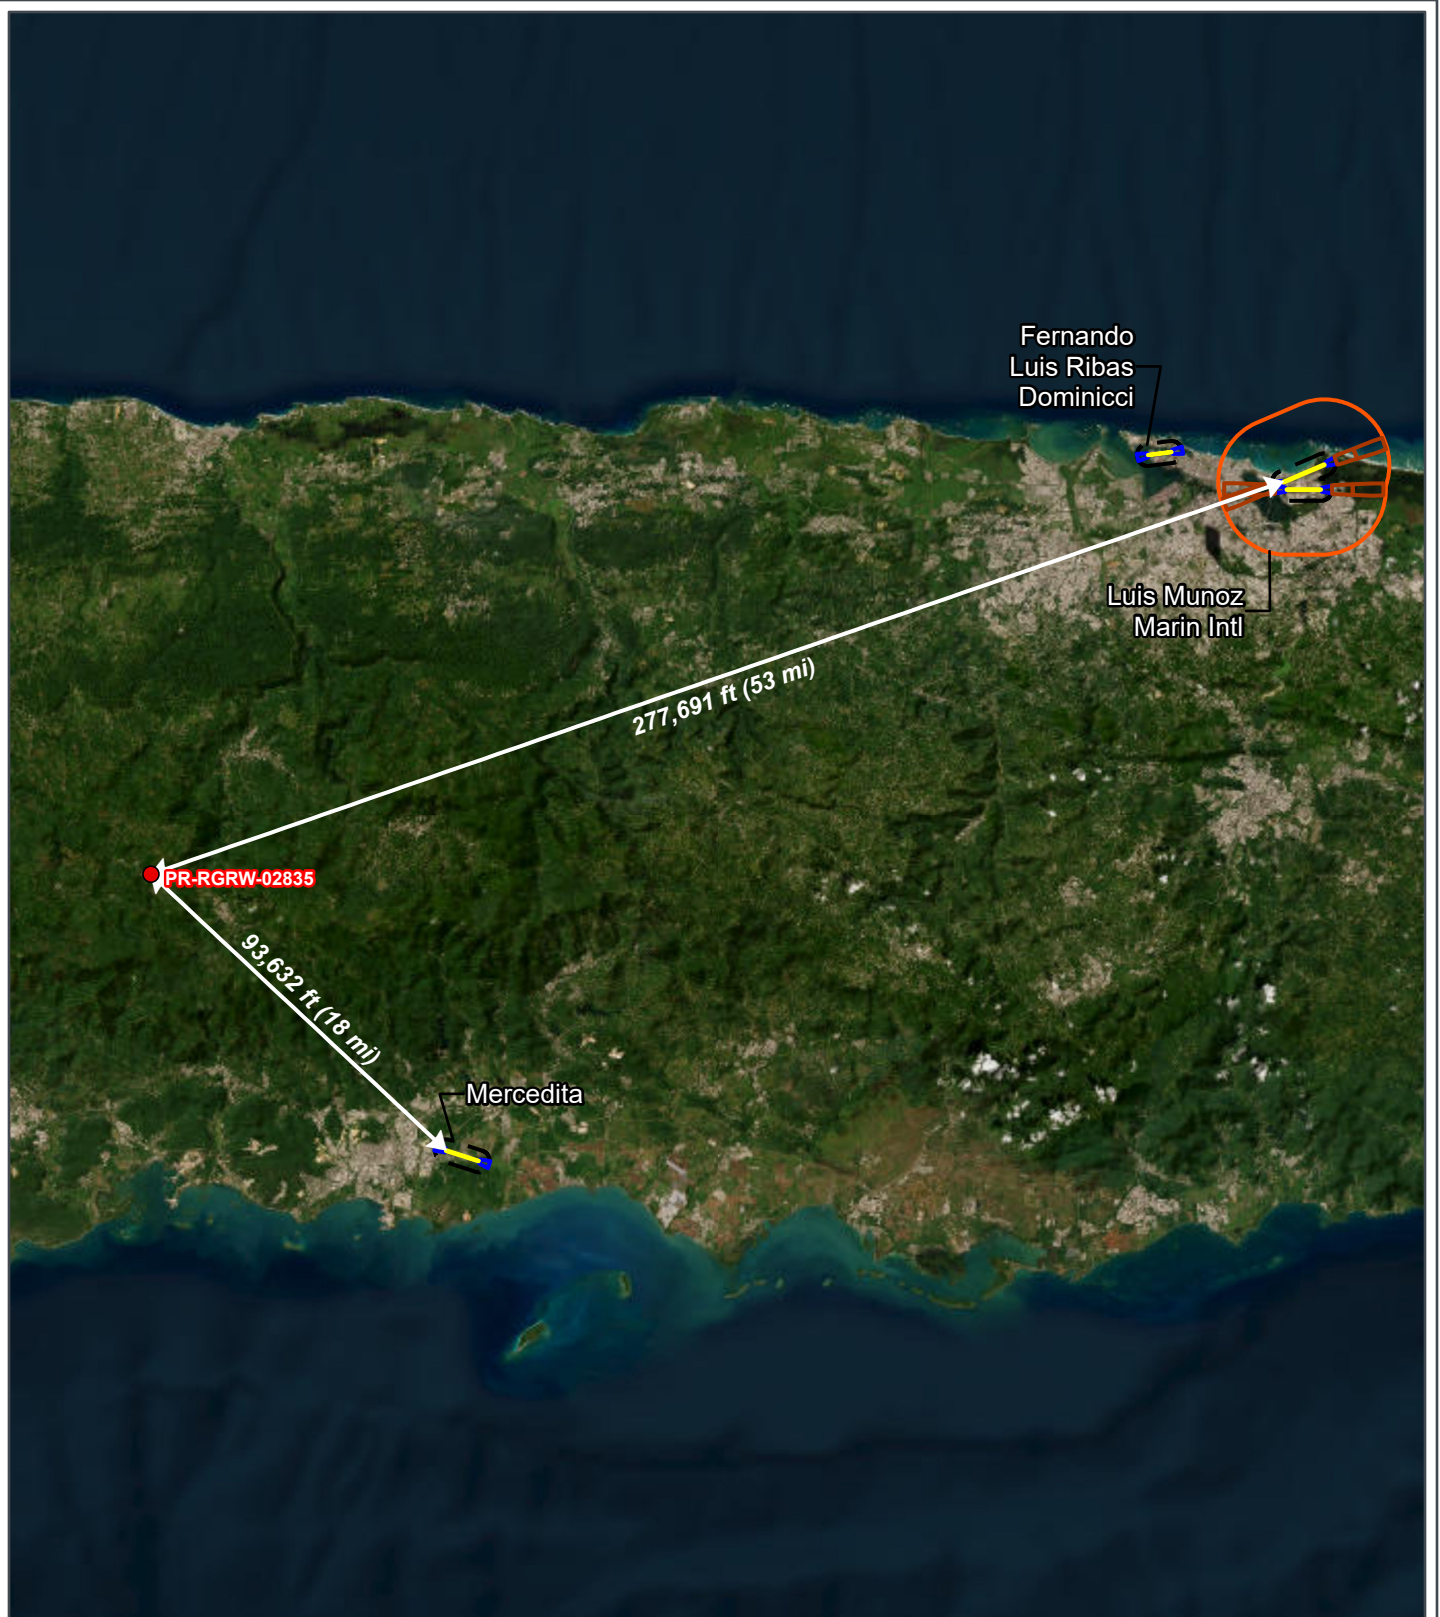 Fernando
Luis Ribas
Dominicci
Luis Munoz
Marin Intl
277,691 ft (53 mi)
PR-RGRW-02835
93,632 ft (18 mi)
Mercedita